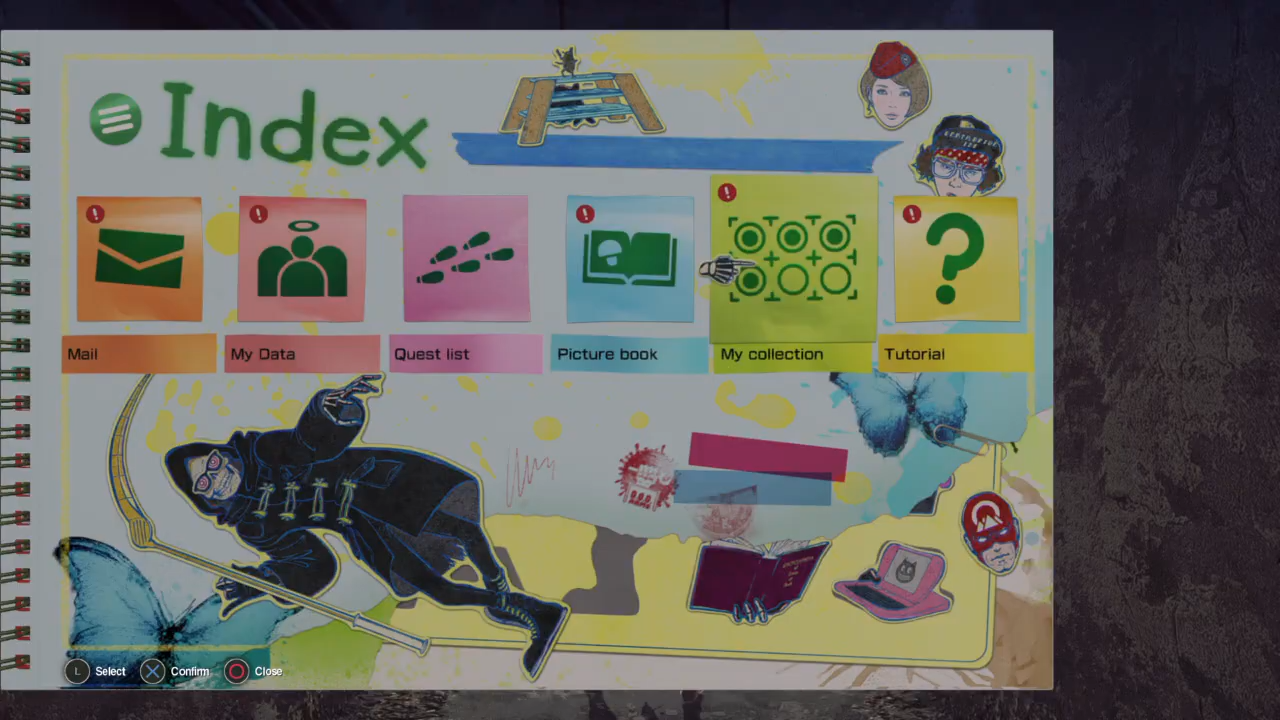 Index
Mail
My Data
Quest list
Picture book
My collection
Tutorial
L Select
Confirm
Close